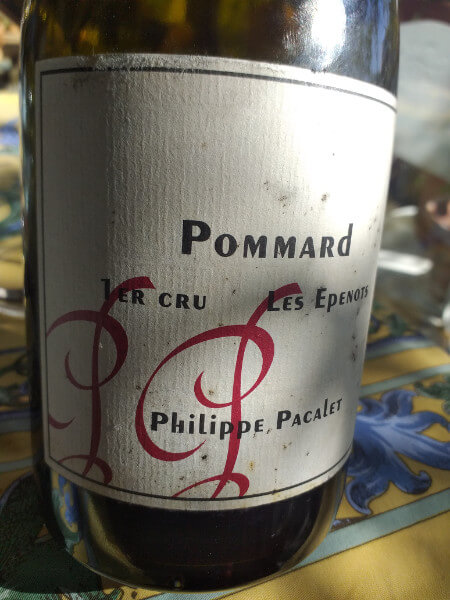 Pommard
1er cru Les Epenots
Philippe Pacalet